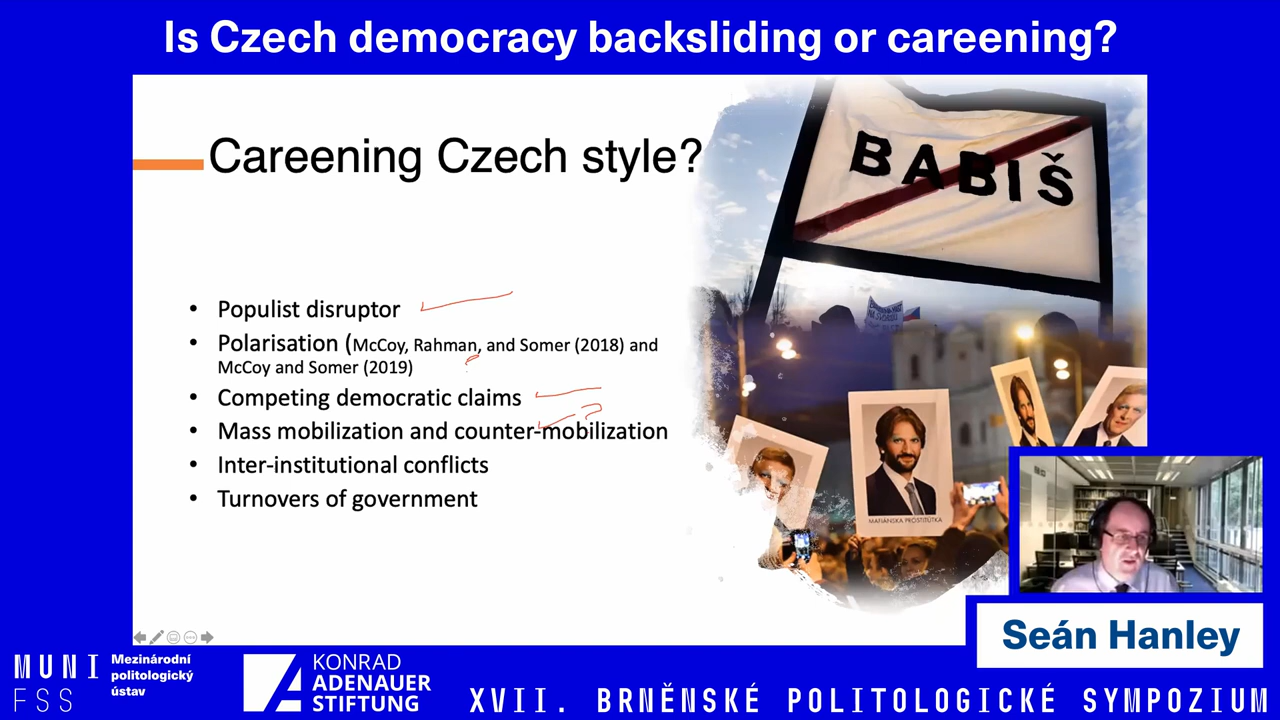 Is Czech democracy backsliding or careening?
Careening Czech style?
BABIŠ
• Populist disruptor
• Polarisation (McCoy, Rahman, and Somer (2018) and
McCoy and Somer (2019)
?
• Competing democratic claims
?
• Mass mobilization and counter-mobilization
• Inter-institutional conflicts
• Turnovers of government
MAFIÁNSKA PROSTITÚTKA
Seán Hanley
MUNI
FSS
Mezinárodní
politologický
ústav
KONRAD
ADENAUER
STIFTUNG
XVII. BRNĚNSKÉ POLITOLOGICKÉ SYMPOZIUM